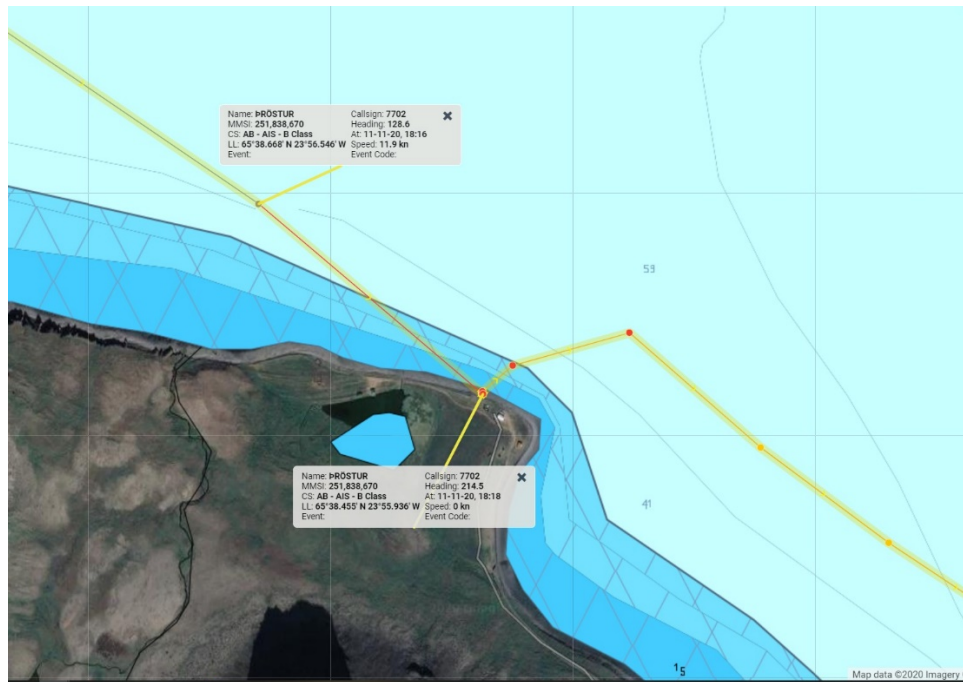 Name: ÞRÖSTUR Callsign: 7702
MMSI: 251,838,670 Heading: 128.6
CS: AB - AIS - B Class At: 11-11-20, 18:16
LL: 65°38.668' N 23°56.546' W Speed: 11.9 kn
Event: Event Code:
53
Name: ÞRÖSTUR Callsign: 7702
MMSI: 251,838,670 Heading: 214.5
CS: AB - AIS - B Class At: 11-11-20, 18:18
LL: 65°38.455' N 23°55.936' W Speed: 0 kn
Event: Event Code:
41
15
Map data ©2020 Imagery